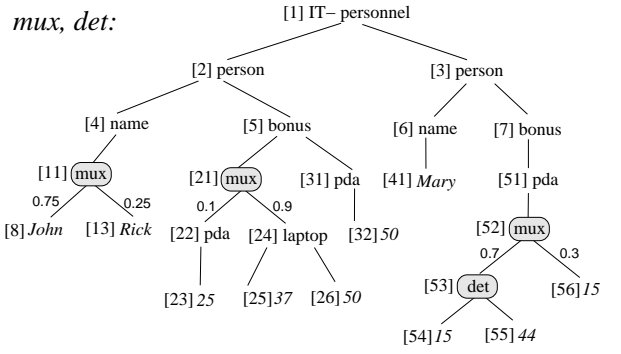 mux, det:
[1] IT– personnel
[2] person
[3] person
[4] name
[5] bonus
[6] name
[7] bonus
[11] mux
[21] mux
[31] pda
[41] Mary
[51] pda
0.75
0.25
0.1
0.9
[8] John
[13] Rick
[22] pda
[24] laptop
[32] 50
[52] mux
0.7
0.3
[23] 25
[25] 37
[26] 50
[53] det
[56] 15
[54] 15
[55] 44